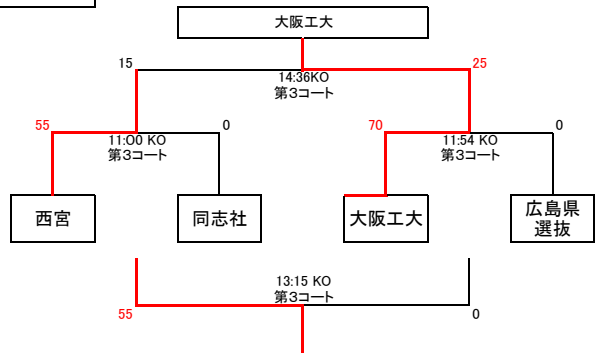 大阪工大
15
25
14:36KO
第3コート
55
0
70
0
11:00 KO
第3コート
11:54 KO
第3コート
西宮
同志社
大阪工大
広島県
選抜
13:15 KO
第3コート
55
0